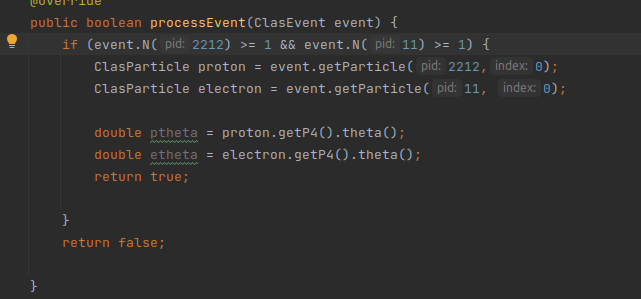 @Override
public boolean processEvent(ClasEvent event) {
if (event.N( pid: 2212) >= 1 && event.N( pid: 11) >= 1) {
ClasParticle proton = event.getParticle( pid: 2212, index: 0);
ClasParticle electron = event.getParticle( pid: 11, index: 0);
double ptheta = proton.getP4().theta();
double etheta = electron.getP4().theta();
return true;
}
return false;
}